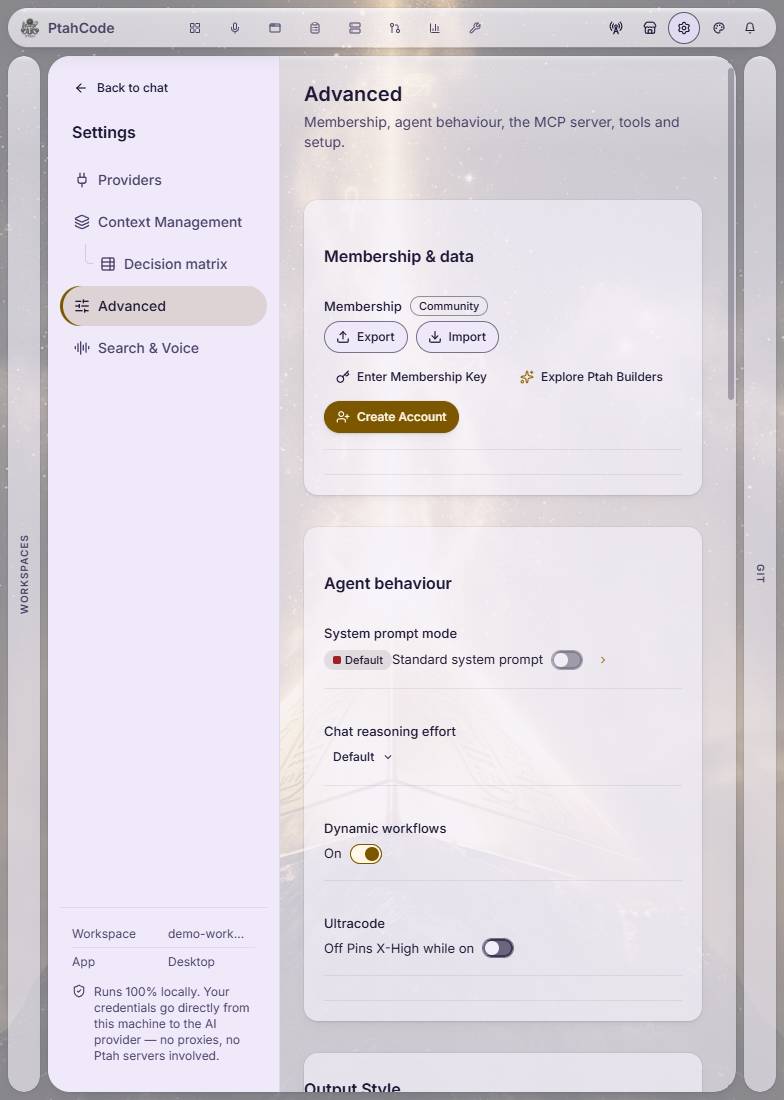 PtahCode
WORKSPACES
Back to chat
Settings
Providers
Context Management
Decision matrix
Advanced
Search & Voice
Workspace demo-work...
App Desktop
Runs 100% locally. Your
credentials go directly from
this machine to the AI
provider — no proxies, no
Ptah servers involved.
Advanced
Membership, agent behaviour, the MCP server, tools and
setup.
Membership & data
Membership Community
Export Import
Enter Membership Key Explore Ptah Builders
Create Account
Agent behaviour
System prompt mode
Default Standard system prompt
Chat reasoning effort
Default
Dynamic workflows
On
Ultracode
Off Pins X-High while on
Output Style
GIT